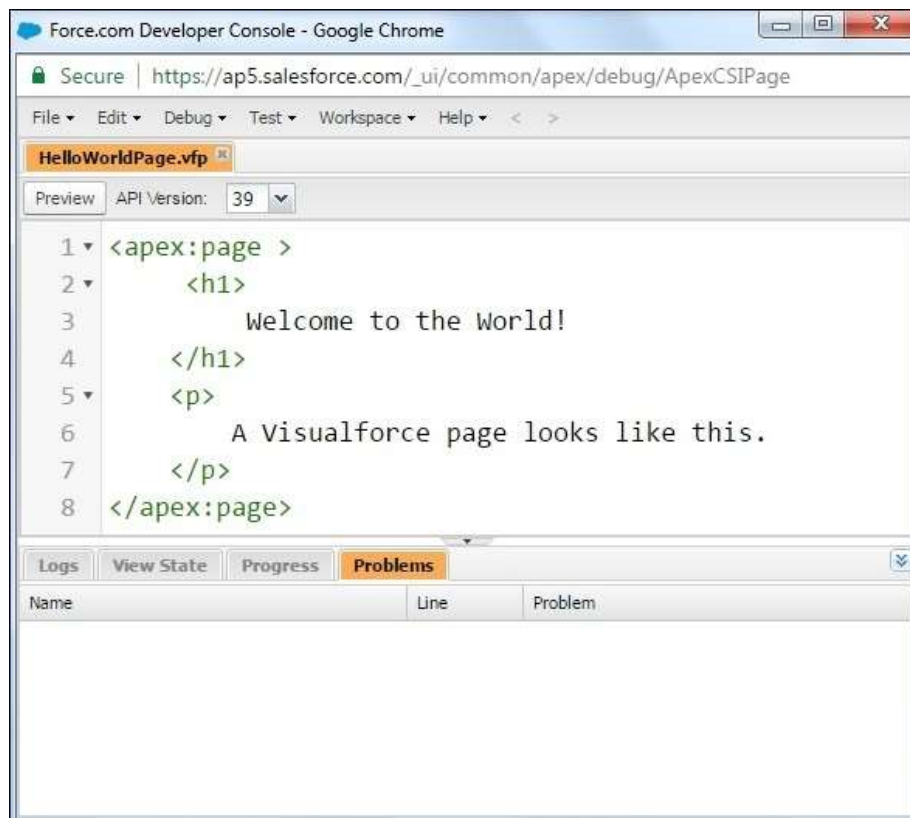 Force.com Developer Console - Google Chrome
Secure | https://ap5.salesforce.com/_ui/common/apex/debug/ApexCSIPage
File Edit Debug Test Workspace Help < >
HelloWorldPage.vfp
Preview API Version: 39
1 <apex:page >
2 <h1>
3 Welcome to the World!
4 </h1>
5 <p>
6 A Visualforce page looks like this.
7 </p>
8 </apex:page>
Logs View State Progress Problems
Name Line Problem